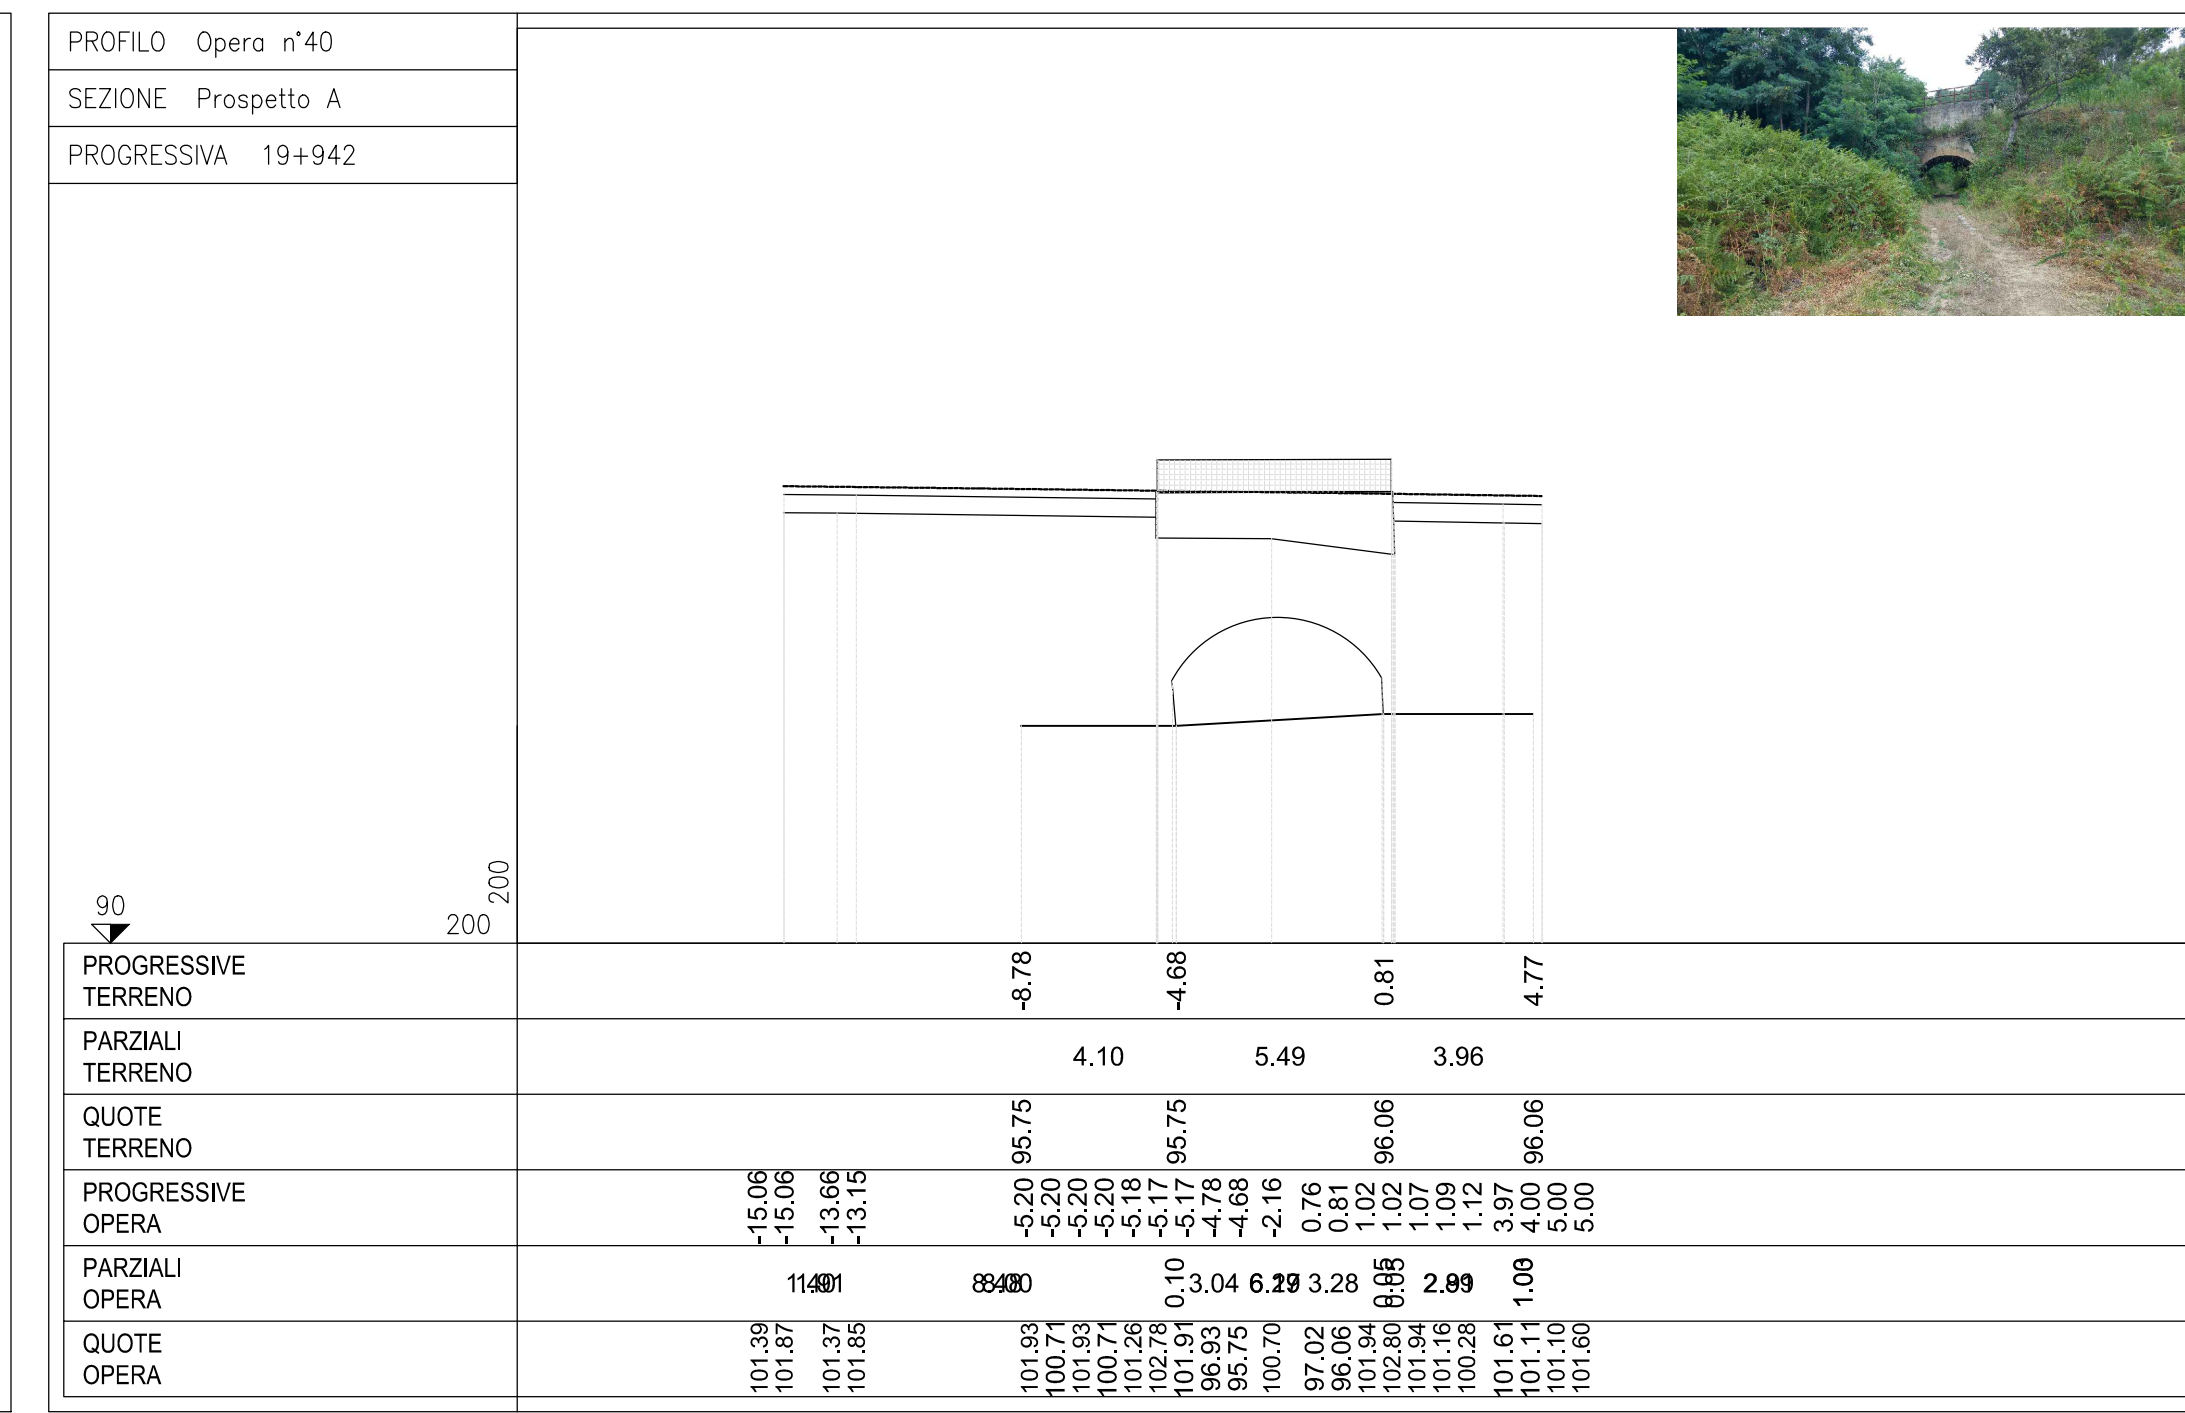 PROFILO Opera n°40
SEZIONE Prospetto A
PROGRESSIVA 19+942
200
90
200
PROGRESSIVE TERRENO
-8.78 -4.68 0.81 4.77
PARZIALI TERRENO
4.10 5.49 3.96
QUOTE TERRENO
95.75 95.75 96.06 96.06
PROGRESSIVE OPERA
-15.06 -15.06 -13.66 -13.15 -5.20 -5.20 -5.20 -5.20 -5.18 -5.17 -5.17 -4.78 -4.68 -2.16 0.76 0.81 1.02 1.02 1.07 1.09 1.12 3.97 4.00 5.00 5.00
PARZIALI OPERA
0.10 3.04 3.28 0.05
QUOTE OPERA
101.39 101.87 101.37 101.85 101.93 100.71 101.93 100.71 101.26 102.78 101.91 96.93 95.75 100.70 97.02 96.06 101.94 102.80 101.94 101.16 100.28 101.61 101.11 101.10 101.60